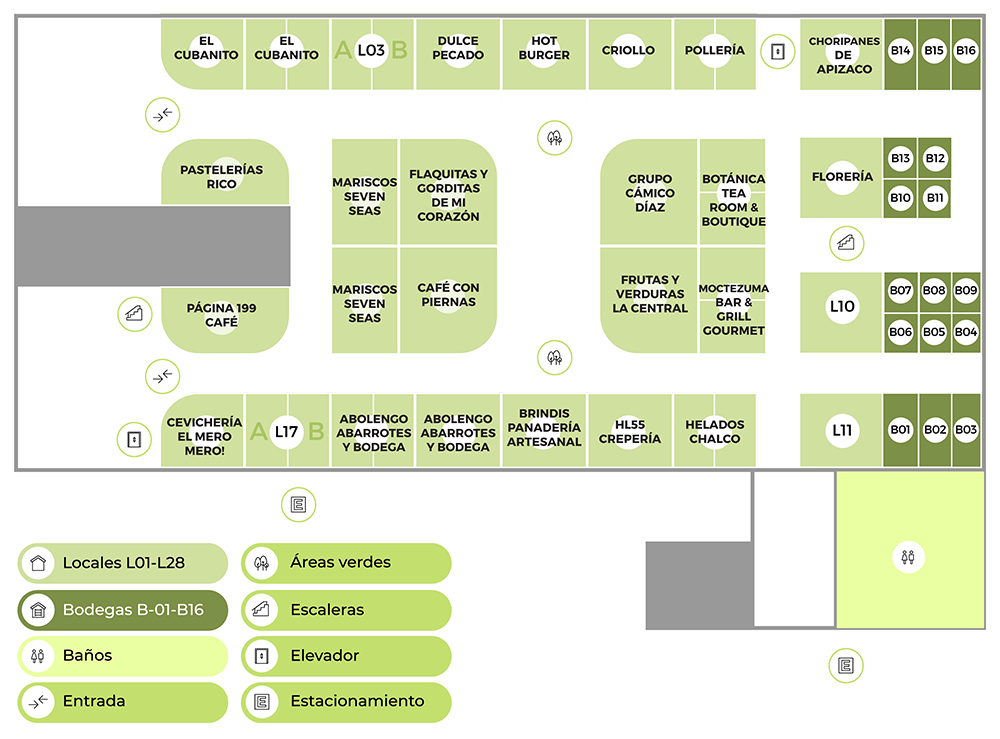 EL
CUBANITO
EL
CUBANITO
A L03 B
DULCE
PECADO
HOT
BURGER
CRIOLLO
POLLERÍA
CHORIPANES
DE
APIZACO
B14 B15 B16
PASTELERÍAS
RICO
MARISCOS
SEVEN
SEAS
FLAQUITAS Y
GORDITAS
DE MI
CORAZÓN
GRUPO
CÁMICO
DÍAZ
BOTÁNICA
TEA
ROOM &
BOUTIQUE
FLORERÍA
B13 B12
B10 B11
PÁGINA 199
CAFÉ
MARISCOS
SEVEN
SEAS
CAFÉ CON
PIERNAS
FRUTAS Y
VERDURAS
LA CENTRAL
MOCTEZUMA
BAR &
GRILL
GOURMET
L10
B07 B08 B09
B06 B05 B04
CEVICHERÍA
EL MERO
MERO!
A L17 B
ABOLENGO
ABARROTES
Y BODEGA
ABOLENGO
ABARROTES
Y BODEGA
BRINDIS
PANADERÍA
ARTESANAL
HL55
CREPERÍA
HELADOS
CHALCO
L11
B01 B02 B03
E
Locales L01-L28
Bodegas B-01-B16
Baños
Entrada
Áreas verdes
Escaleras
Elevador
E Estacionamiento
E